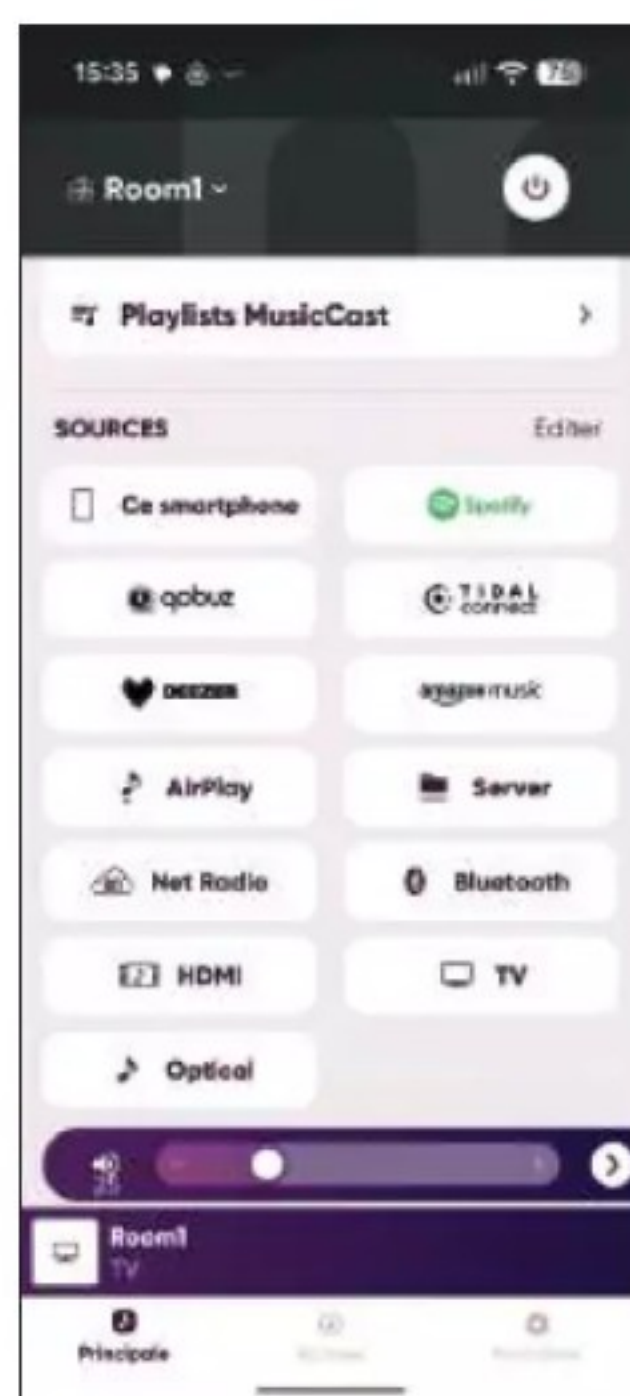 15:35
Room1
Playlists MusicCast
SOURCES Editer
Ce smartphone Spotify
qobuz TIDAL connect
DEEZER amazon music
AirPlay Server
Net Radio Bluetooth
HDMI TV
Optical
Room1
TV
Principale